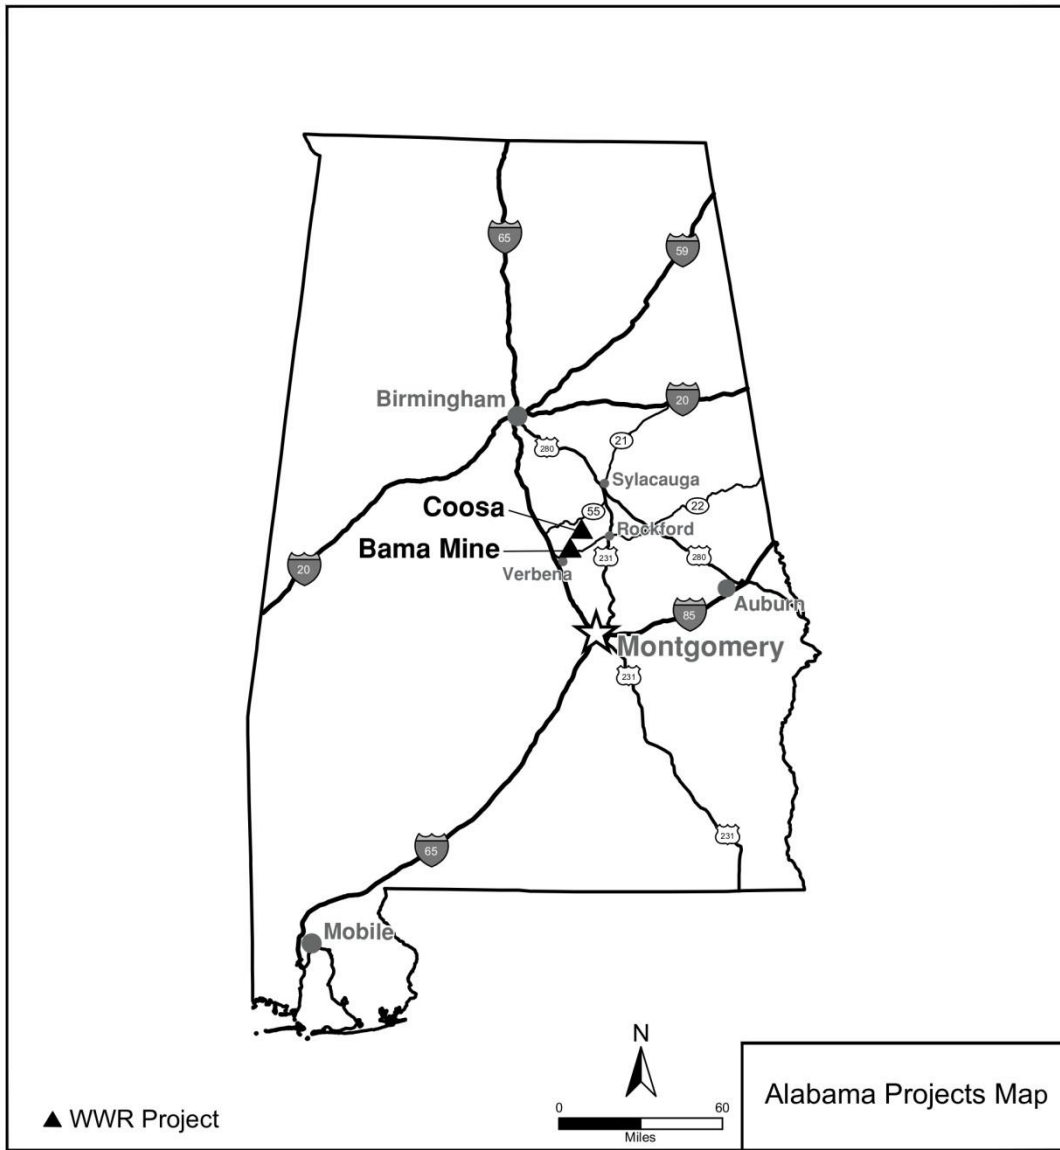 65
59
Birmingham
20
21
280
Sylacauga
Coosa
55
22
Rockford
Bama Mine
231
280
20
Verbena
Auburn
85
Montgomery
231
231
65
Mobile
N
0 60
Miles
WWR Project
Alabama Projects Map